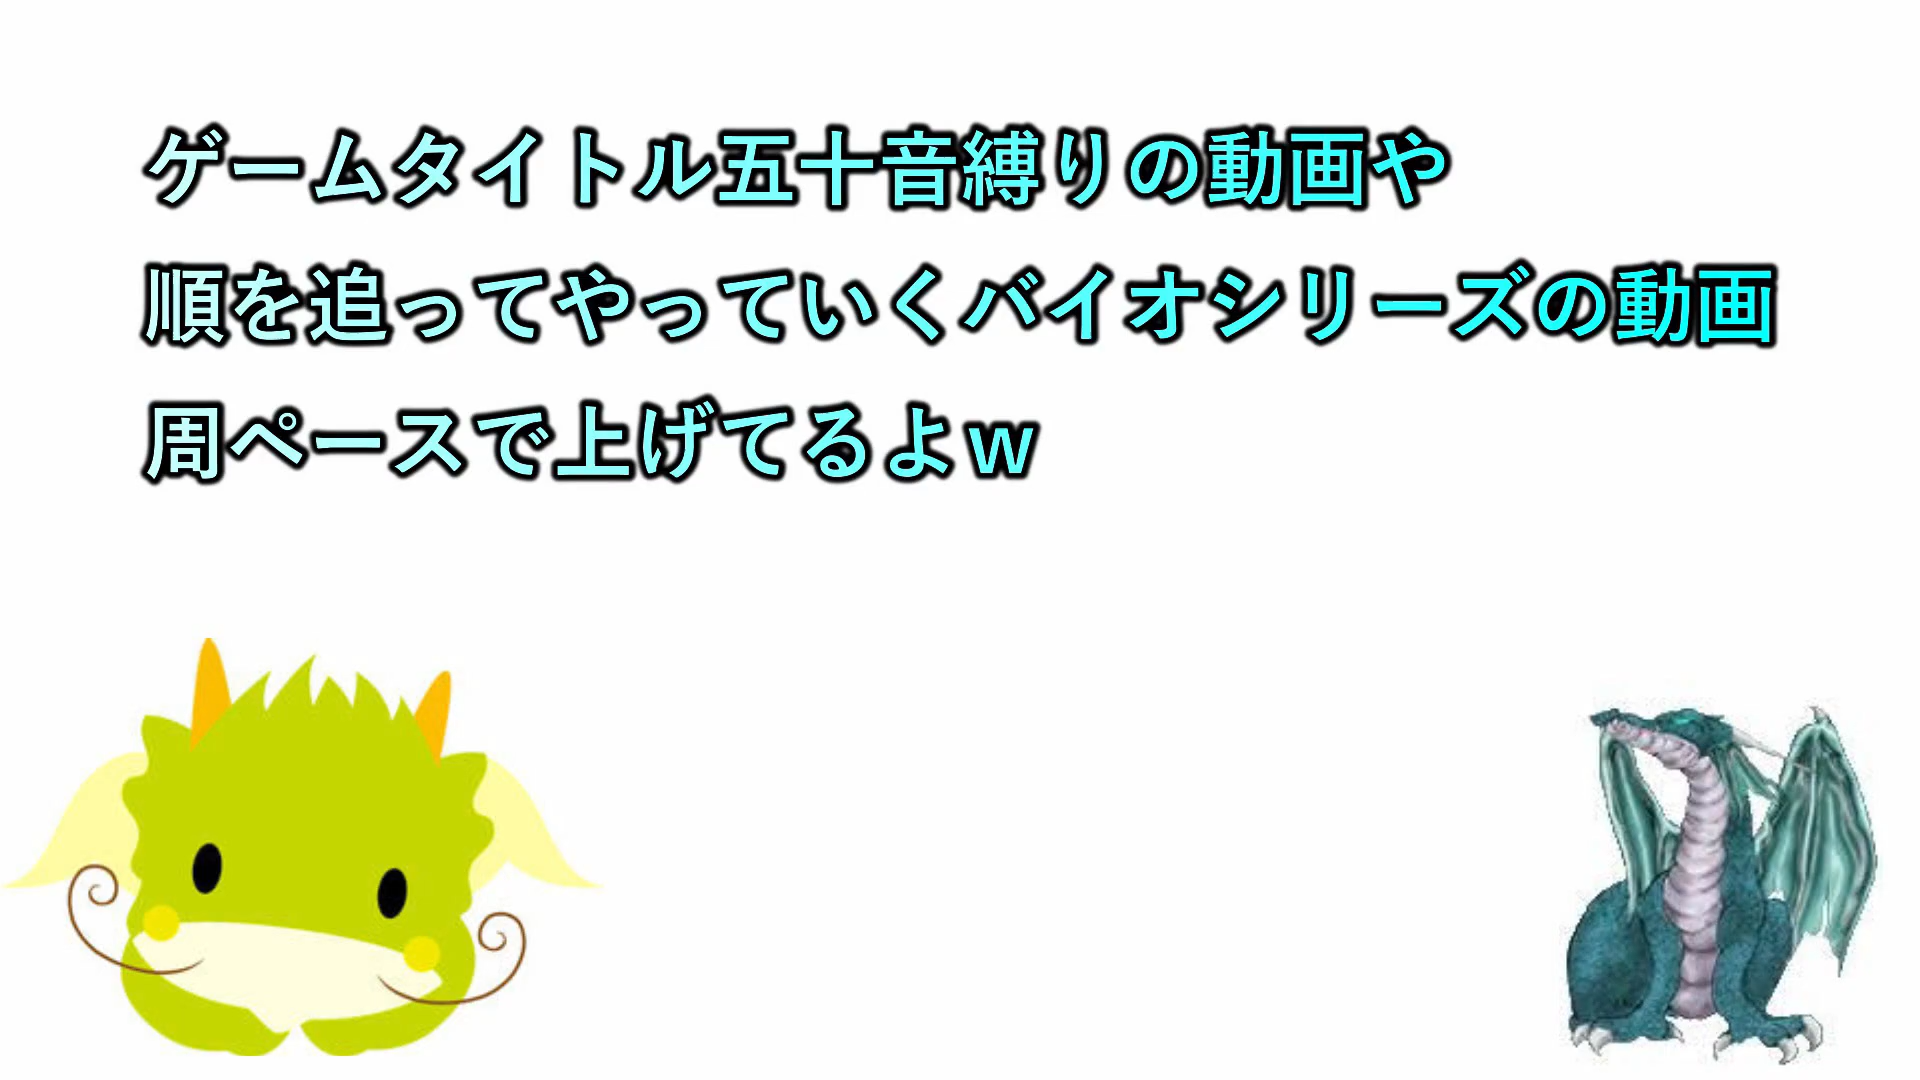 ゲームタイトル五十音縛りの動画や
順を追ってやっていくバイオシリーズの動画
周ペースで上げてるよw